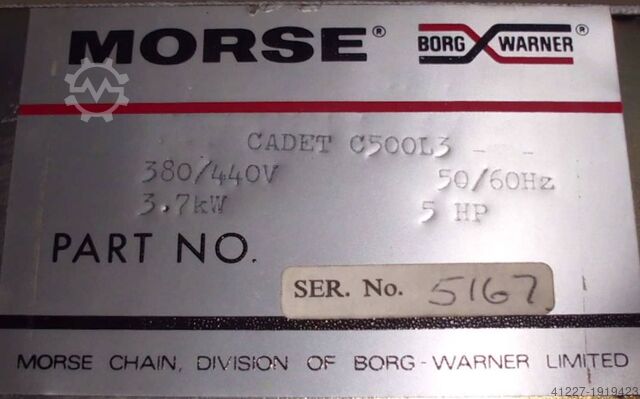 MORSE® BORG WARNER®
CADET C500L3 - -
380/440V 50/60Hz
3.7kW 5 HP
PART NO.
SER. No. 5167
MORSE CHAIN, DIVISION OF BORG-WARNER LIMITED
41227-1919423